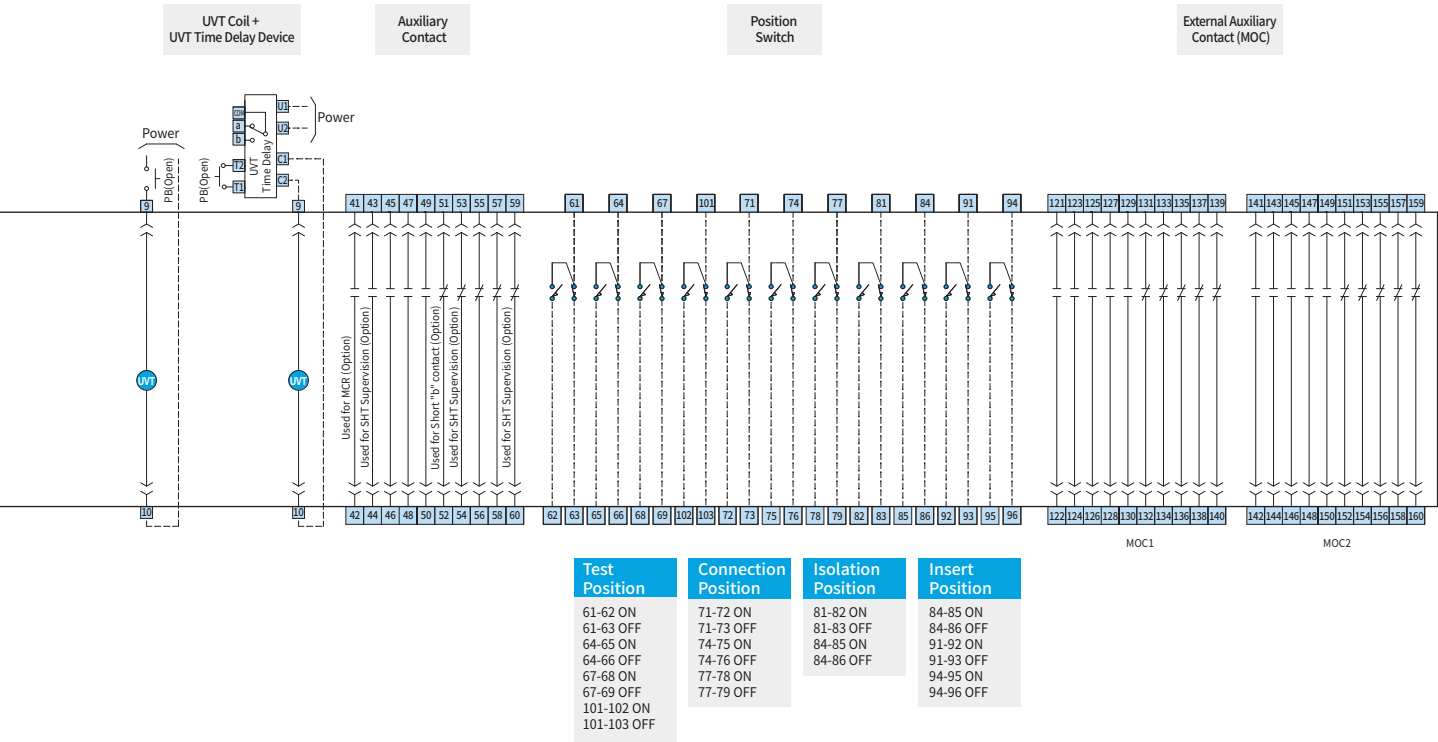 UVT Coil +
UVT Time Delay Device
Auxiliary
Contact
Position
Switch
External Auxiliary
Contact (MOC)
Power
PB(Open)
9
UVT
10
PB(Open)
COM
a
b
T2
T1
UVT
Time Delay
U1
U2
C1
C2
Power
9
UVT
10
41 43 45 47 49 51 53 55 57 59
Used for MCR (Option)
Used for SHT Supervision (Option)
Used for Short "b" contact (Option)
Used for SHT Supervision (Option)
Used for SHT Supervision (Option)
42 44 46 48 50 52 54 56 58 60
61 64 67 101 71 74 77 81 84 91 94
62 63 65 66 68 69 102 103 72 73 75 76 78 79 82 83 85 86 92 93 95 96
121 123 125 127 129 131 133 135 137 139
122 124 126 128 130 132 134 136 138 140
MOC1
141 143 145 147 149 151 153 155 157 159
142 144 146 148 150 152 154 156 158 160
MOC2
Test
Position
61-62 ON
61-63 OFF
64-65 ON
64-66 OFF
67-68 ON
67-69 OFF
101-102 ON
101-103 OFF
Connection
Position
71-72 ON
71-73 OFF
74-75 ON
74-76 OFF
77-78 ON
77-79 OFF
Isolation
Position
81-82 ON
81-83 OFF
84-85 ON
84-86 OFF
Insert
Position
84-85 ON
84-86 OFF
91-92 ON
91-93 OFF
94-95 ON
94-96 OFF